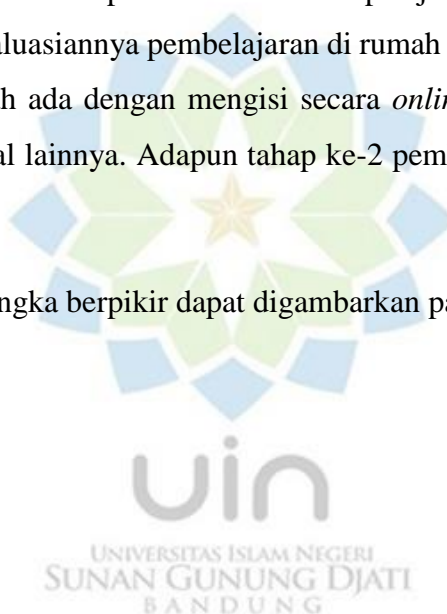 aluasiannya pembelajaran di rumah
h ada dengan mengisi secara onlin
al lainnya. Adapun tahap ke-2 pem
ngka berpikir dapat digambarkan pa
uin
UNIVERSITAS ISLAM NEGERI
SUNAN GUNUNG DJATI
BANDUNG